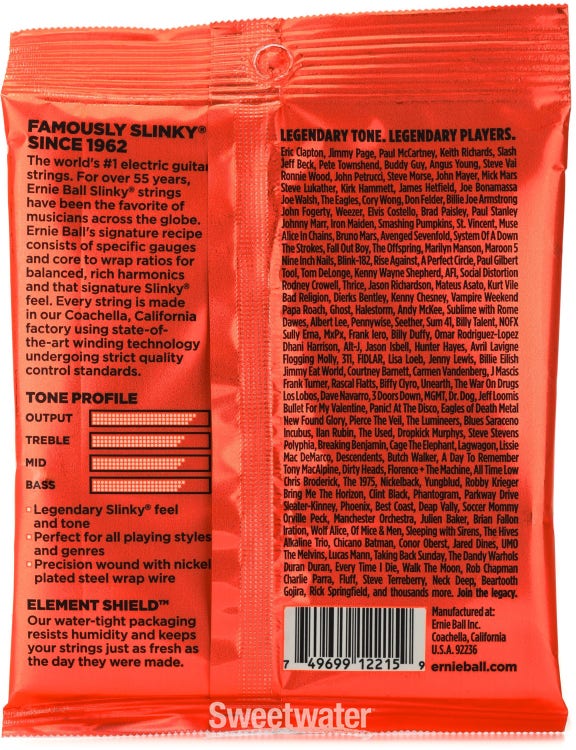 FAMOUSLY SLINKY®
SINCE 1962
The world's #1 electric guitar
strings. For over 55 years,
Ernie Ball Slinky® strings
have been the favorite of
musicians across the globe.
Ernie Ball's signature recipe
consists of specific gauges
and core to wrap ratios for
balanced, rich harmonics
and that signature Slinky®
feel. Every string is made
in our Coachella, California
factory using state-of-
the-art winding technology
undergoing strict quality
control standards.
TONE PROFILE
OUTPUT
TREBLE
MID
BASS
Legendary Slinky® feel
and tone
Perfect for all playing styles
and genres
Precision wound with nickel
plated steel wrap wire
ELEMENT SHIELD™
Our water-tight packaging
resists humidity and keeps
your strings just as fresh as
the day they were made.
LEGENDARY TONE. LEGENDARY PLAYERS.
Eric Clapton, Jimmy Page, Paul McCartney, Keith Richards, Slash
Jeff Beck, Pete Townshend, Buddy Guy, Angus Young, Steve Vai
Ronnie Wood, John Petrucci, Steve Morse, John Mayer, Mick Mars
Steve Lukather, Kirk Hammett, James Hetfield, Joe Bonamassa
Joe Walsh, The Eagles, Cory Wong, Don Felder, Billie Joe Armstrong
John Fogerty, Weezer, Elvis Costello, Brad Paisley, Paul Stanley
Johnny Marr, Iron Maiden, Smashing Pumpkins, St. Vincent, Muse
Alice In Chains, Bruno Mars, Avenged Sevenfold, System Of A Down
The Strokes, Fall Out Boy, The Offspring, Marilyn Manson, Maroon 5
Nine Inch Nails, Blink-182, Rise Against, A Perfect Circle, Paul Gilbert
Tool, Tom DeLonge, Kenny Wayne Shepherd, AFI, Social Distortion
Rodney Crowell, Thrice, Jason Richardson, Mateus Asato, Kurt Vile
Bad Religion, Dierks Bentley, Kenny Chesney, Vampire Weekend
Papa Roach, Ghost, Halestorm, Andy McKee, Sublime with Rome
Dawes, Albert Lee, Pennywise, Seether, Sum 41, Billy Talent, NOFX
Sully Erna, MxPx, Frank Iero, Billy Duffy, Omar Rodriguez-Lopez
Dhani Harrison, Alt-J, Jason Isbell, Hunter Hayes, Avril Lavigne
Flogging Molly, 311, FIDLAR, Lisa Loeb, Jenny Lewis, Billie Eilish
Jimmy Eat World, Courtney Barnett, Carmen Vandenberg, J Mascis
Frank Turner, Rascal Flatts, Biffy Clyro, Unearth, The War On Drugs
Los Lobos, Dave Navarro, 3 Doors Down, MGMT, Dr. Dog, Jeff Loomis
Bullet For My Valentine, Panic! At The Disco, Eagles of Death Metal
New Found Glory, Pierce The Veil, The Lumineers, Blues Saraceno
Incubus, Ilan Rubin, The Used, Dropkick Murphys, Steve Stevens
Polyphia, Breaking Benjamin, Cage The Elephant, Lagwagon, Lissie
Mac DeMarco, Descendents, Butch Walker, A Day To Remember
Tony MacAlpine, Dirty Heads, Florence + The Machine, All Time Low
Chris Broderick, The 1975, Nickelback, Yungblud, Robby Krieger
Bring Me The Horizon, Clint Black, Phantogram, Parkway Drive
Sleater-Kinney, Phoenix, Best Coast, Deap Vally, Soccer Mommy
Orville Peck, Manchester Orchestra, Julien Baker, Brian Fallon
Iration, Wolf Alice, Of Mice & Men, Sleeping with Sirens, The Hives
Alkaline Trio, Chicano Batman, Conor Oberst, Jared Dines, UMO
The Melvins, Lucas Mann, Taking Back Sunday, The Dandy Warhols
Duran Duran, Every Time I Die, Walk The Moon, Rob Chapman
Charlie Parra, Fluff, Steve Terreberry, Neck Deep, Beartooth
Gojira, Rick Springfield, and thousands more. Join the legacy.
7 49699 12215 9
Manufactured at:
Ernie Ball Inc.
Coachella, California
U.S.A. 92236
ernieball.com
Sweetwater